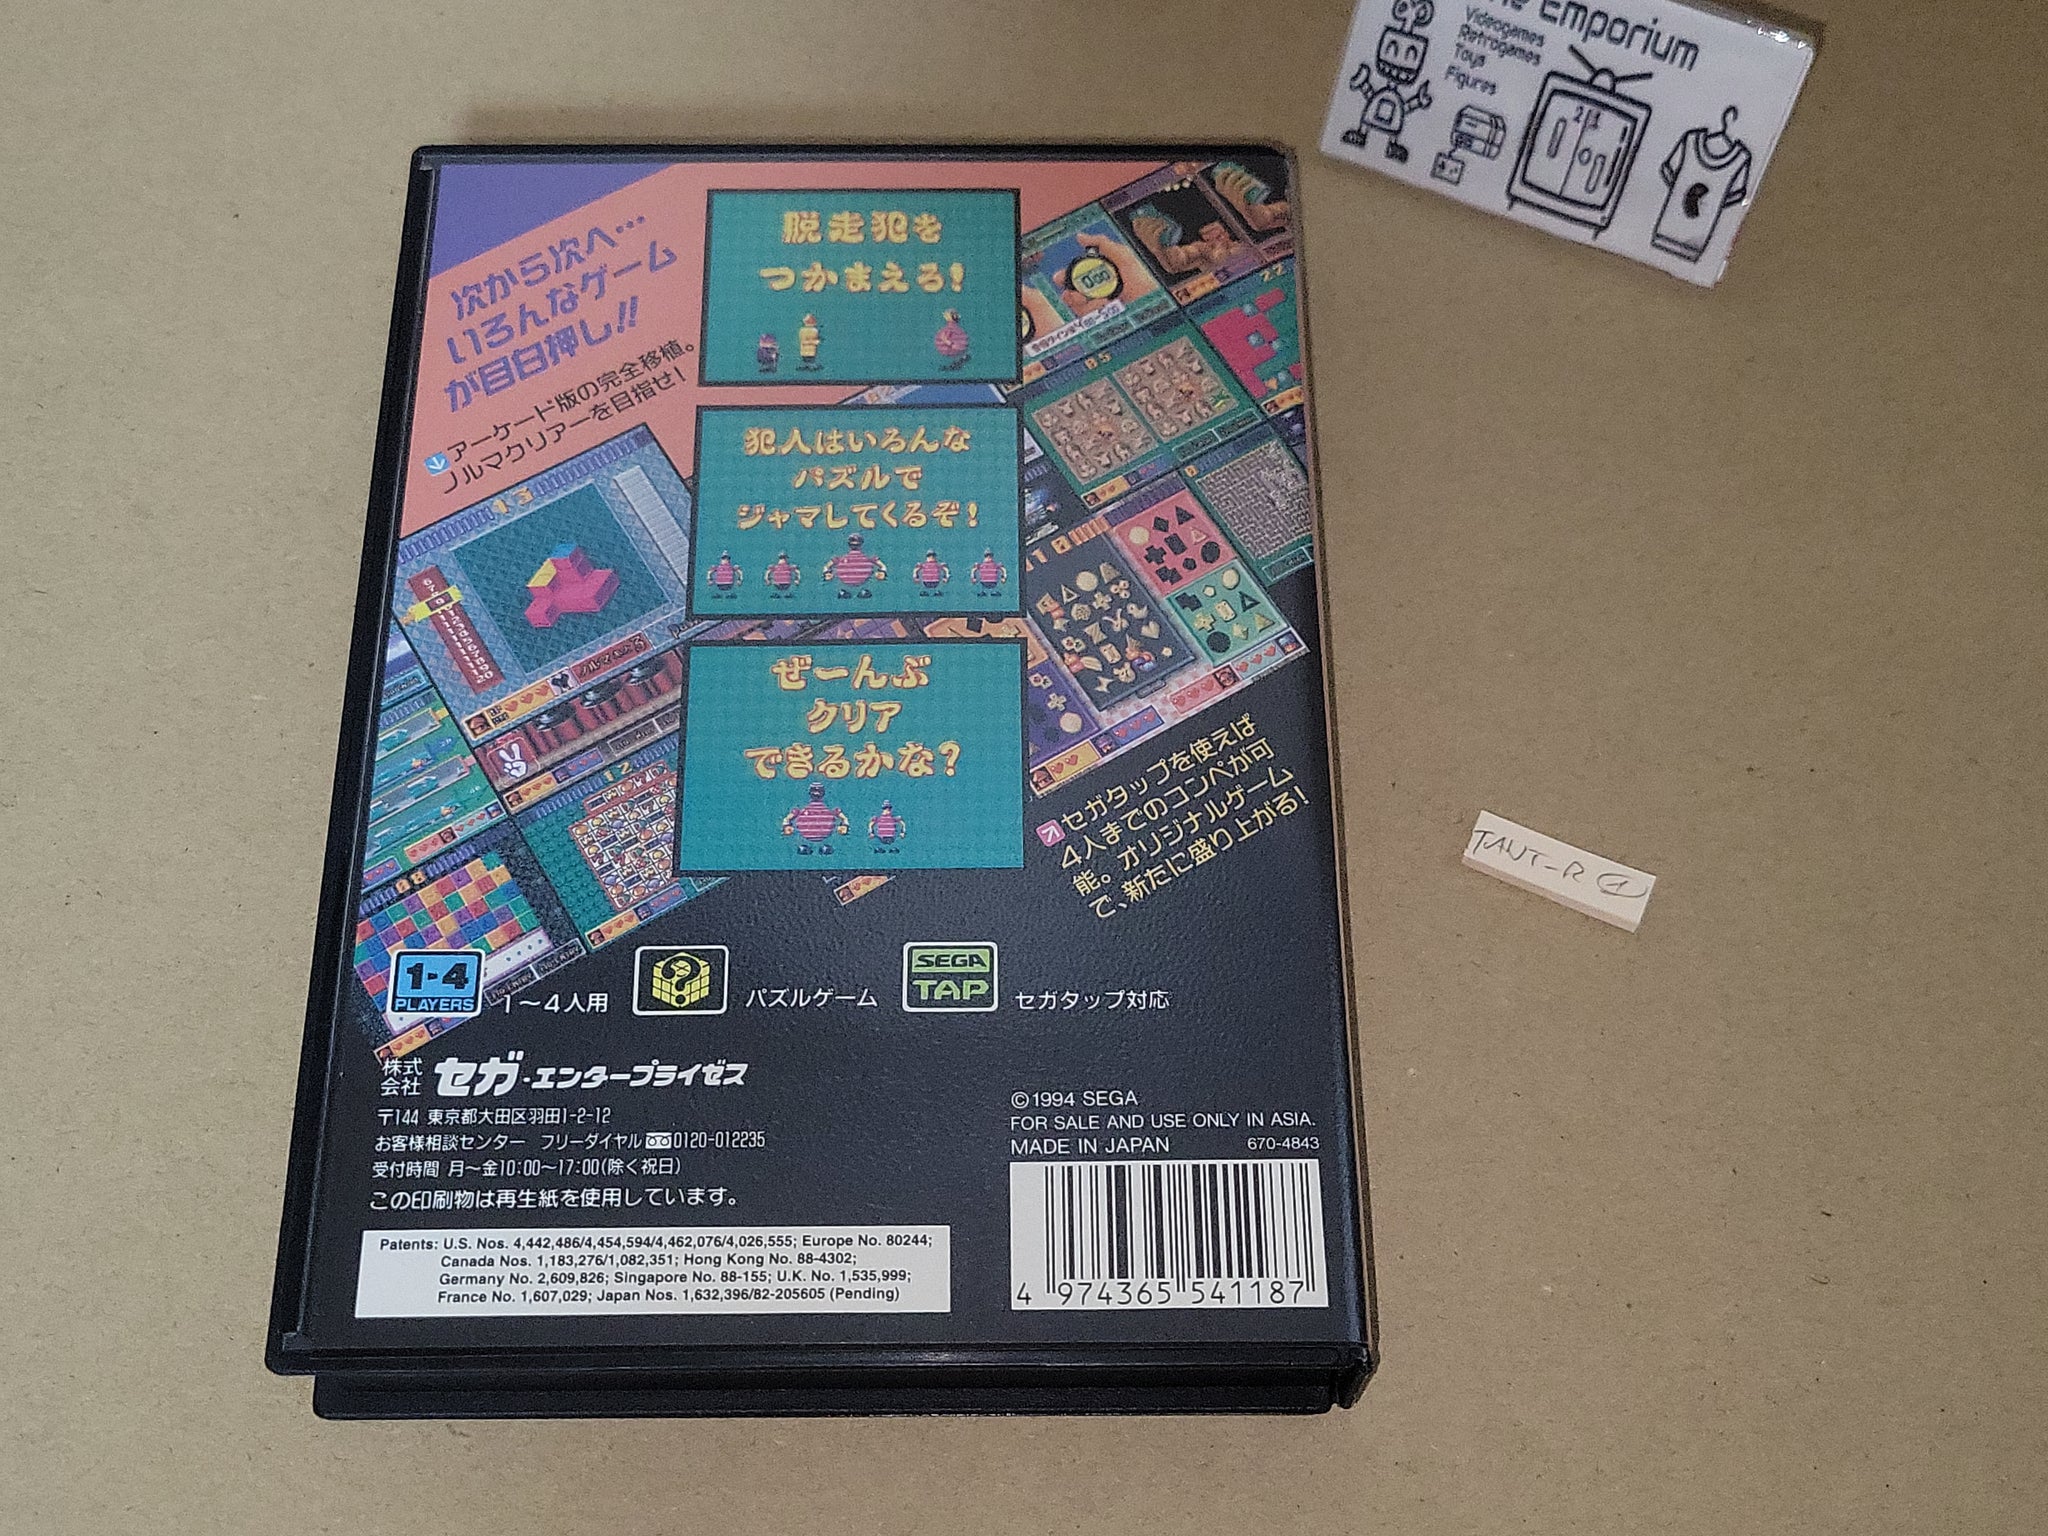 Emporium
Videogames
Retrogames
Toys
Figures
次から次へ…
いろんなゲーム
が目白押し!!
アーケード版の完全移植。
ノルマクリアーを目指せ!
脱走犯を
つかまえろ!
犯人はいろんな
パズルで
ジャマしてくるぞ!
ぜーんぶ
クリア
できるかな?
セガタップを使えば
4人までのコンペが可
能。オリジナルゲーム
で、新たに盛り上がる!
TANT-R ①
1-4
PLAYERS
1〜4人用
パズルゲーム
SEGA
TAP
セガタップ対応
株式
会社
セガ・エンタープライゼス
〒144 東京都大田区羽田1-2-12
お客様相談センター フリーダイヤル 0120-012235
受付時間 月〜金10:00〜17:00(除く祝日)
この印刷物は再生紙を使用しています。
©1994 SEGA
FOR SALE AND USE ONLY IN ASIA.
MADE IN JAPAN 670-4843
Patents: U.S. Nos. 4,442,486/4,454,594/4,462,076/4,026,555; Europe No. 80244;
Canada Nos. 1,183,276/1,082,351; Hong Kong No. 88-4302;
Germany No. 2,609,826; Singapore No. 88-155; U.K. No. 1,535,999;
France No. 1,607,029; Japan Nos. 1,632,396/82-205605 (Pending)
4 974365 541187